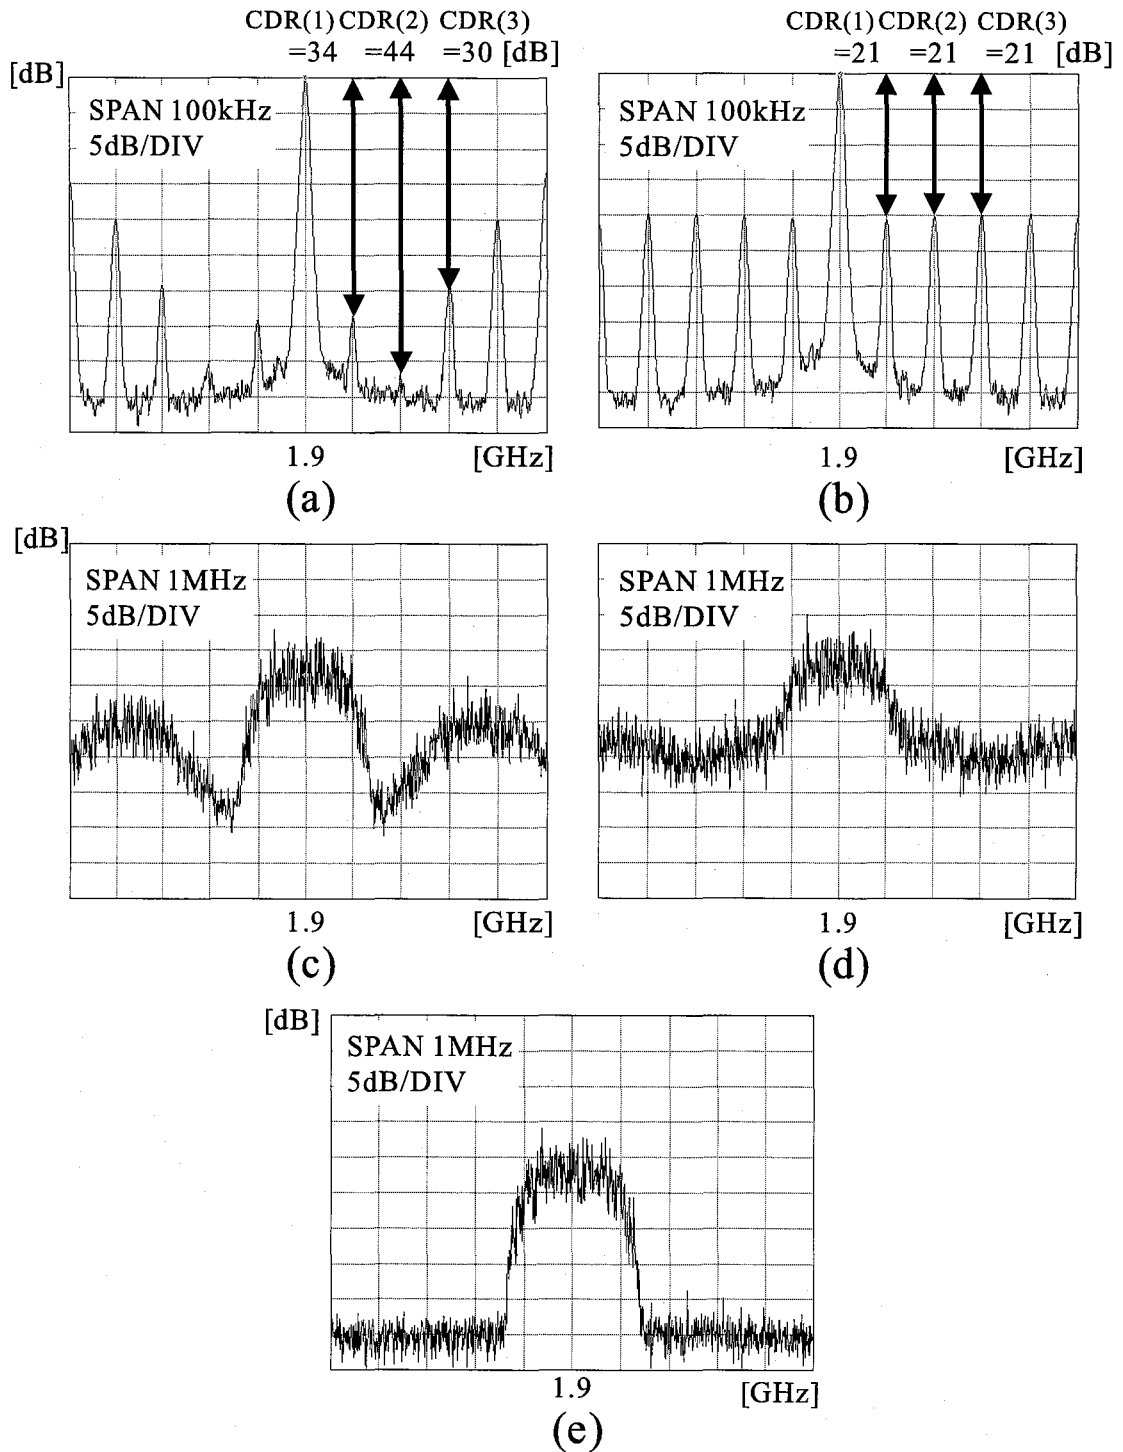 CDR(1) CDR(2) CDR(3)
=34 =44 =30 [dB]
[dB]
SPAN 100kHz
5dB/DIV
1.9 [GHz]
(a)
CDR(1) CDR(2) CDR(3)
=21 =21 =21 [dB]
SPAN 100kHz
5dB/DIV
1.9 [GHz]
(b)
[dB]
SPAN 1MHz
5dB/DIV
1.9 [GHz]
(c)
SPAN 1MHz
5dB/DIV
1.9 [GHz]
(d)
[dB]
SPAN 1MHz
5dB/DIV
1.9 [GHz]
(e)